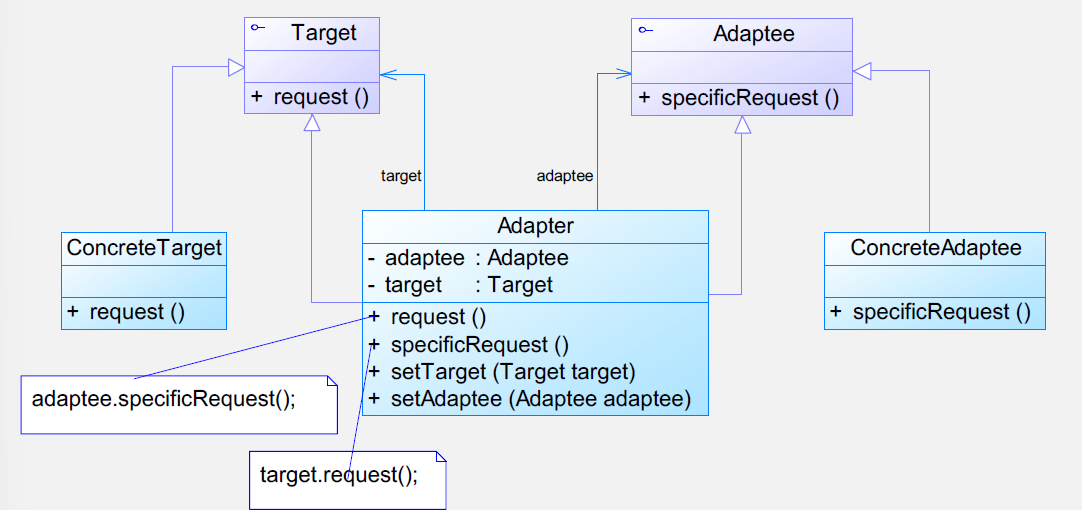 Target
+ request ()
Adaptee
+ specificRequest ()
target
adaptee
ConcreteTarget
+ request ()
Adapter
- adaptee : Adaptee
- target : Target
+ request ()
+ specificRequest ()
+ setTarget (Target target)
+ setAdaptee (Adaptee adaptee)
ConcreteAdaptee
+ specificRequest ()
adaptee.specificRequest();
target.request();